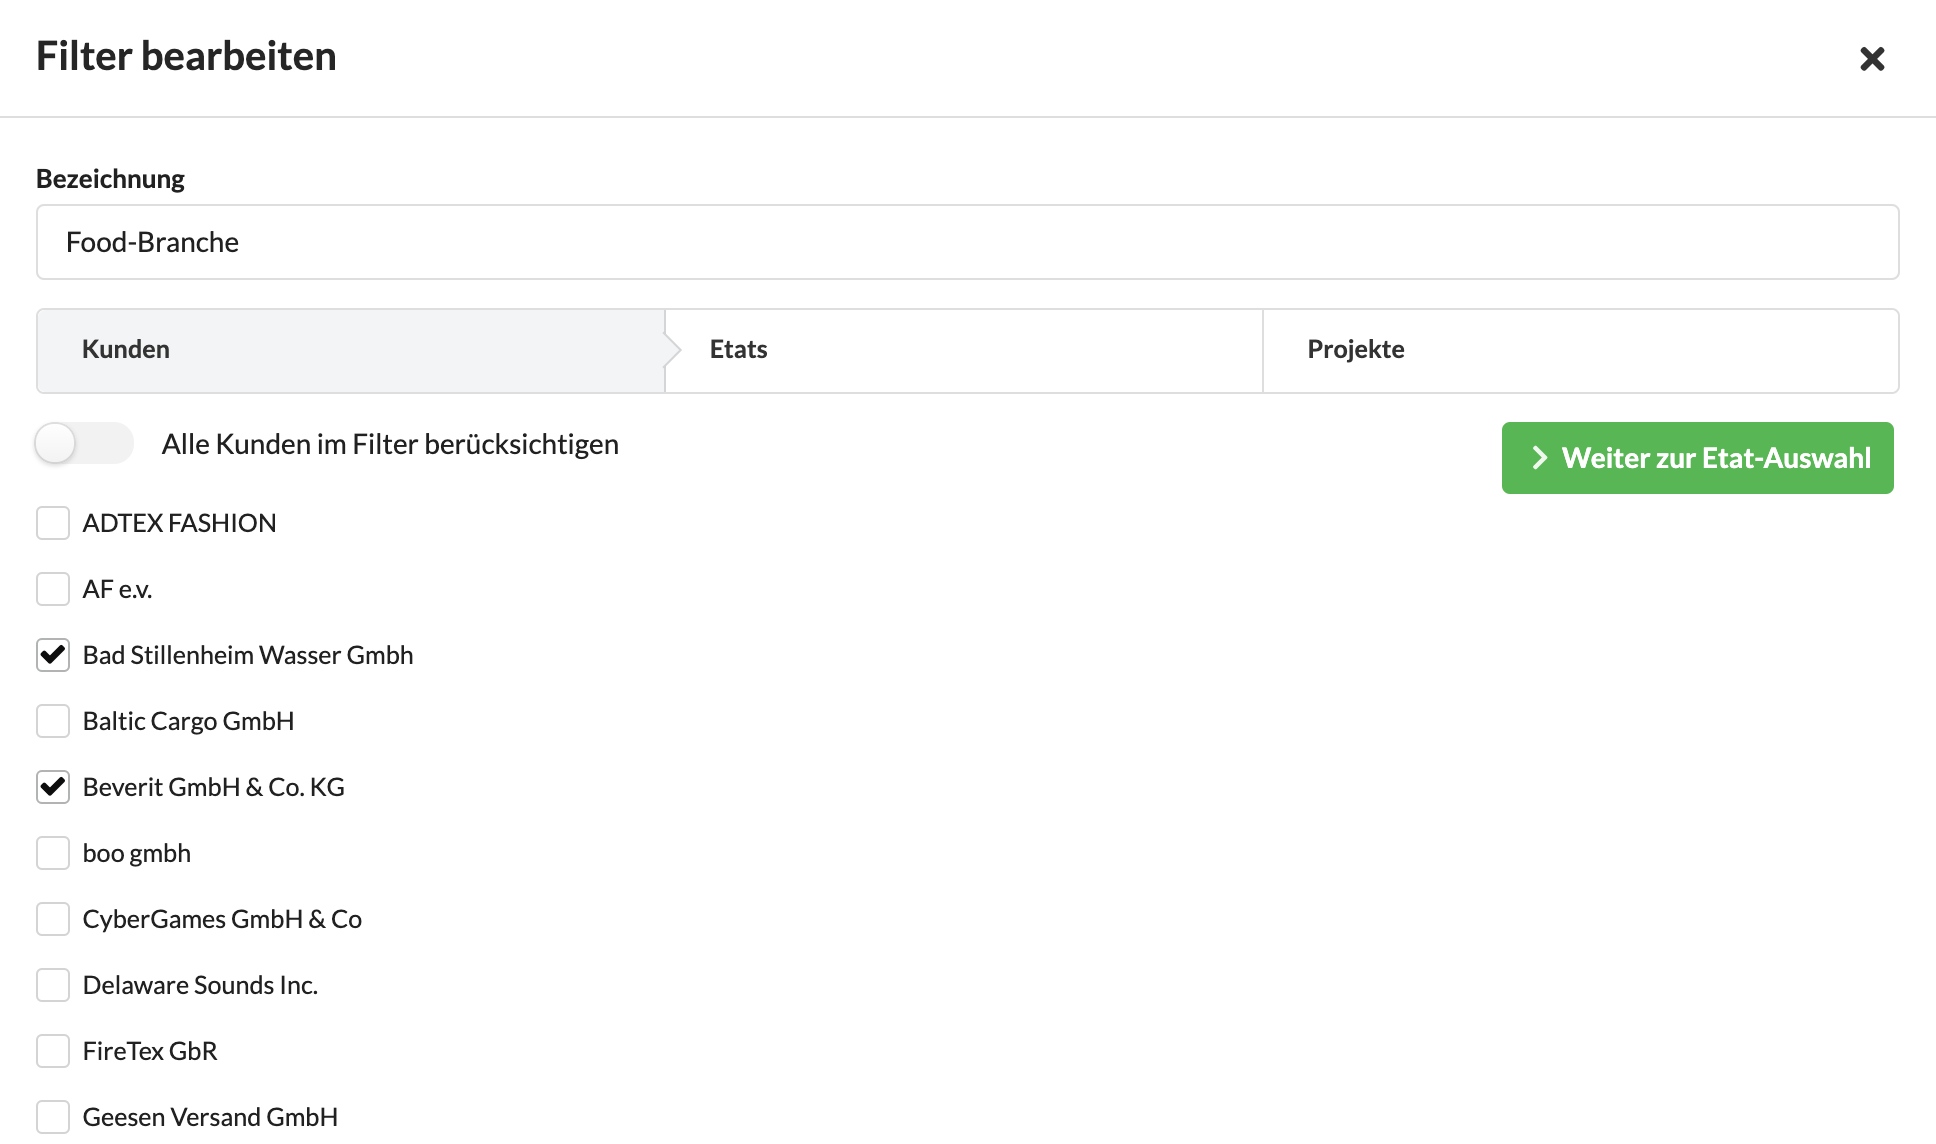 Filter bearbeiten
Bezeichnung
Food-Branche
Kunden
Etats
Projekte
Alle Kunden im Filter berücksichtigen
Weiter zur Etat-Auswahl
ADTEX FASHION
AF e.v.
Bad Stillenheim Wasser Gmbh
Baltic Cargo GmbH
Beverit GmbH & Co. KG
boo gmbh
CyberGames GmbH & Co
Delaware Sounds Inc.
FireTex GbR
Geesen Versand GmbH